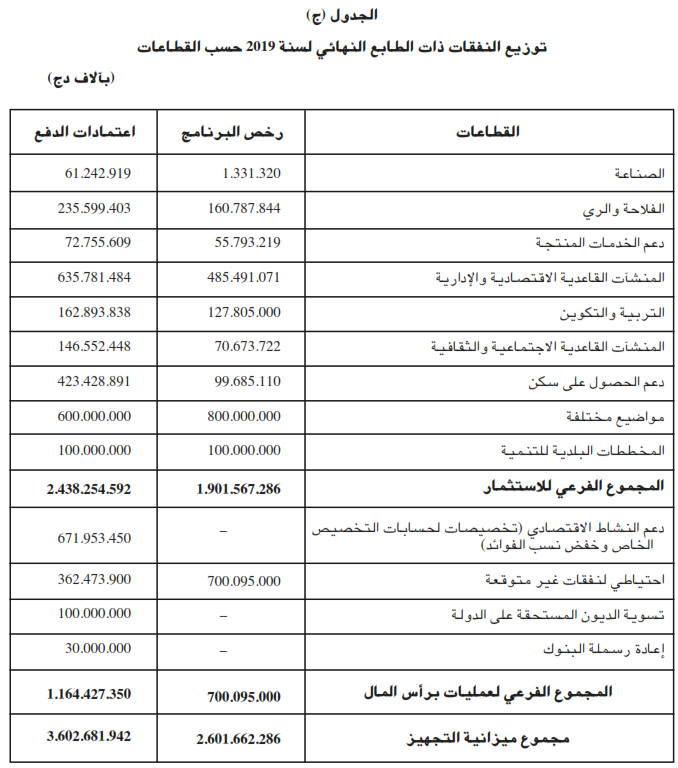 الجدول (ج)
توزيع النفقات ذات الطابع النهائي لسنة 2019 حسب القطاعات
(بآلاف دج)
القطاعات رخص البرنامج اعتمادات الدفع
الصناعة 1.331.320 61.242.919
الفلاحة والري 160.787.844 235.599.403
دعم الخدمات المنتجة 55.793.219 72.755.609
المنشآت القاعدية الاقتصادية والإدارية 485.491.071 635.781.484
التربية والتكوين 127.805.000 162.893.838
المنشآت القاعدية الاجتماعية والثقافية 70.673.722 146.552.448
دعم الحصول على سكن 99.685.110 423.428.891
مواضيع مختلفة 800.000.000 600.000.000
المخططات البلدية للتنمية 100.000.000 100.000.000
المجموع الفرعي للاستثمار 1.901.567.286 2.438.254.592
دعم النشاط الاقتصادي (تخصيصات لحسابات التخصيص
الخاص وخفض نسب الفوائد) – 671.953.450
احتياطي لنفقات غير متوقعة 700.095.000 362.473.900
تسوية الديون المستحقة على الدولة – 100.000.000
إعادة رسملة البنوك – 30.000.000
المجموع الفرعي لعمليات برأس المال 700.095.000 1.164.427.350
مجموع ميزانية التجهيز 2.601.662.286 3.602.681.942